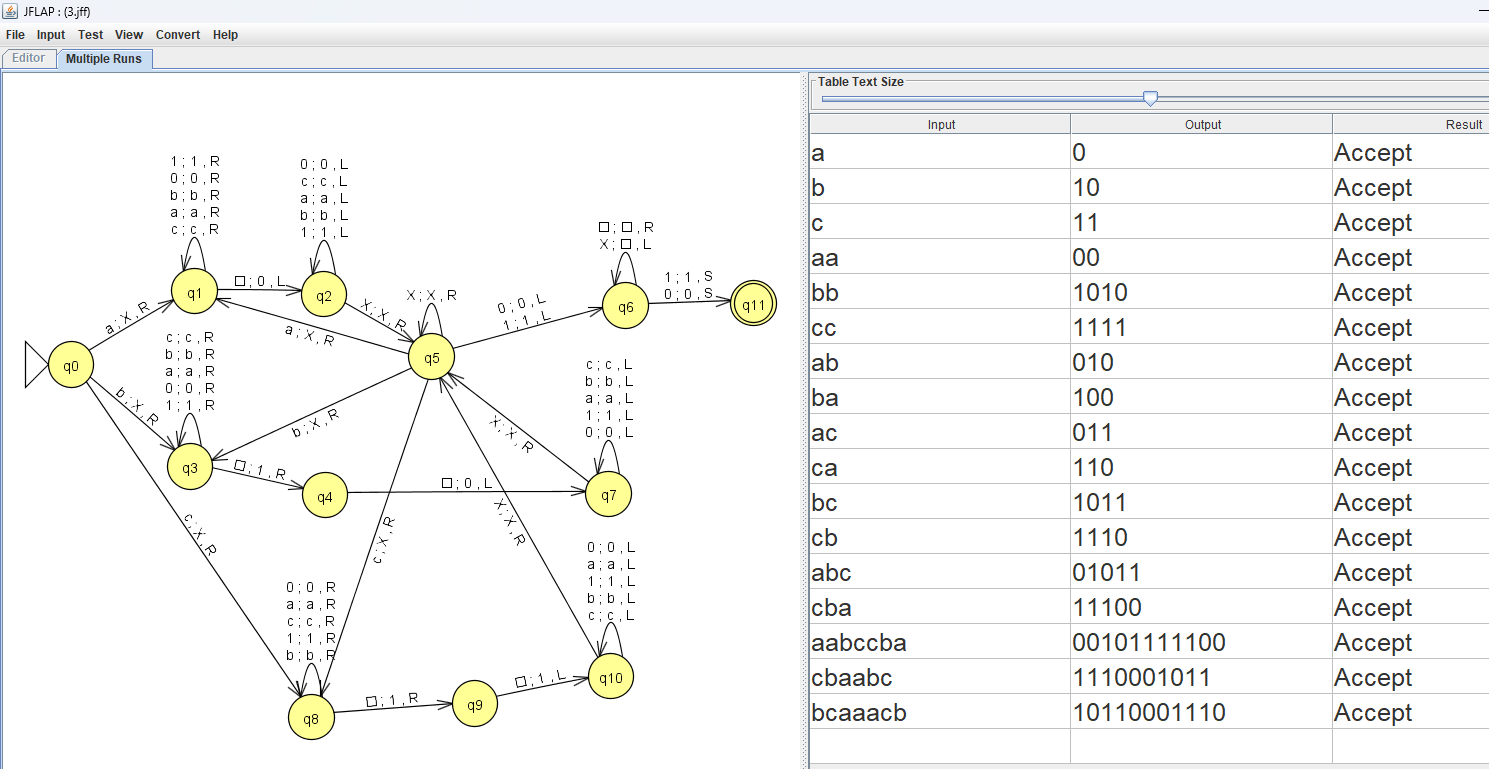 JFLAP : (3.jff)
File Input Test View Convert Help
Editor Multiple Runs
1 ; 1 , R
0 ; 0 , R
b ; b , R
a ; a , R
c ; c , R
0 ; 0 , L
c ; c , L
a ; a , L
b ; b , L
1 ; 1 , L
□ ; □ , R
X ; □ , L
q1
□ ; 0 , L
q2
X ; X , R
X ; X , R
0 ; 0 , L
1 ; 1 , L
q6
1 ; 1 , S
0 ; 0 , S
q11
a ; X , R
a ; X , R
q0
q5
c ; c , R
b ; b , R
a ; a , R
0 ; 0 , R
1 ; 1 , R
b ; X , R
b ; X , R
c ; c , L
b ; b , L
a ; a , L
1 ; 1 , L
0 ; 0 , L
X ; X , R
q3
□ ; 1 , R
q4
□ ; 0 , L
q7
c ; X , R
c ; X , R
X ; X , R
0 ; 0 , R
a ; a , R
c ; c , R
1 ; 1 , R
b ; b , R
0 ; 0 , L
a ; a , L
1 ; 1 , L
b ; b , L
c ; c , L
q8
□ ; 1 , R
q9
□ ; 1 , L
q10
Table Text Size
Input Output Result
a 0 Accept
b 10 Accept
c 11 Accept
aa 00 Accept
bb 1010 Accept
cc 1111 Accept
ab 010 Accept
ba 100 Accept
ac 011 Accept
ca 110 Accept
bc 1011 Accept
cb 1110 Accept
abc 01011 Accept
cba 11100 Accept
aabccba 00101111100 Accept
cbaabc 1110001011 Accept
bcaaacb 10110001110 Accept